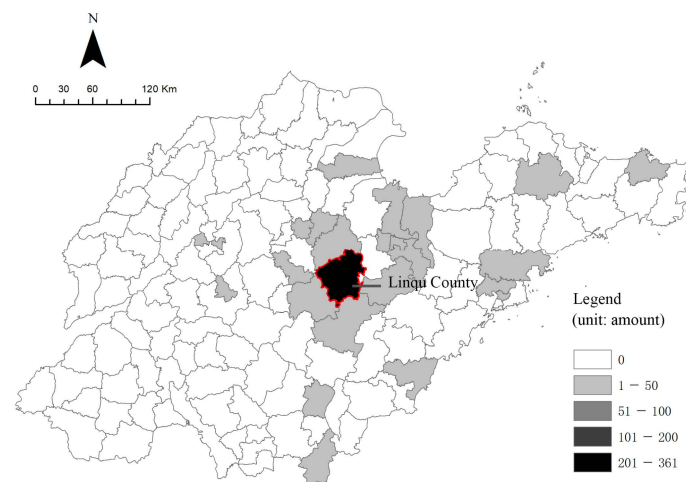 N
0 30 60 120 Km
Linqu County
Legend
(unit: amount)
0
1 - 50
51 - 100
101 - 200
201 - 361